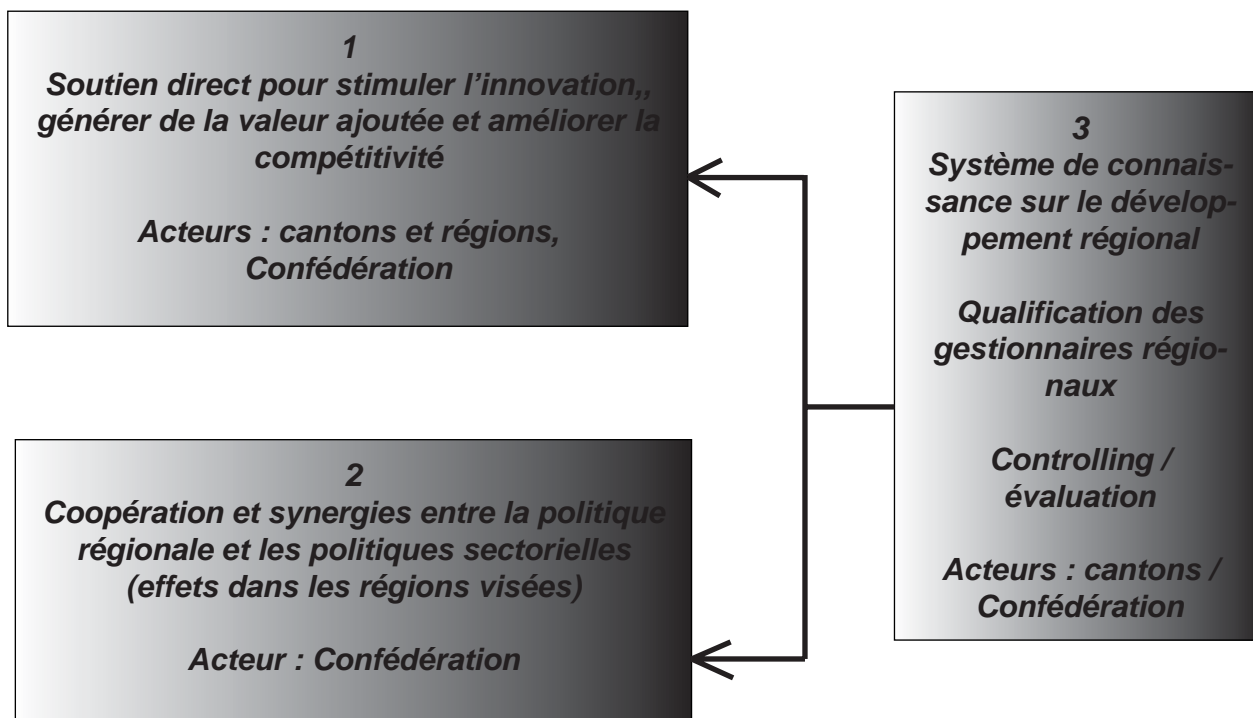 1
Soutien direct pour stimuler l’innovation,,
générer de la valeur ajoutée et améliorer la
compétitivité
Acteurs : cantons et régions,
Confédération
2
Coopération et synergies entre la politique
régionale et les politiques sectorielles
(effets dans les régions visées)
Acteur : Confédération
3
Système de connais-
sance sur le dévelop-
pement régional
Qualification des
gestionnaires régio-
naux
Controlling /
évaluation
Acteurs : cantons /
Confédération